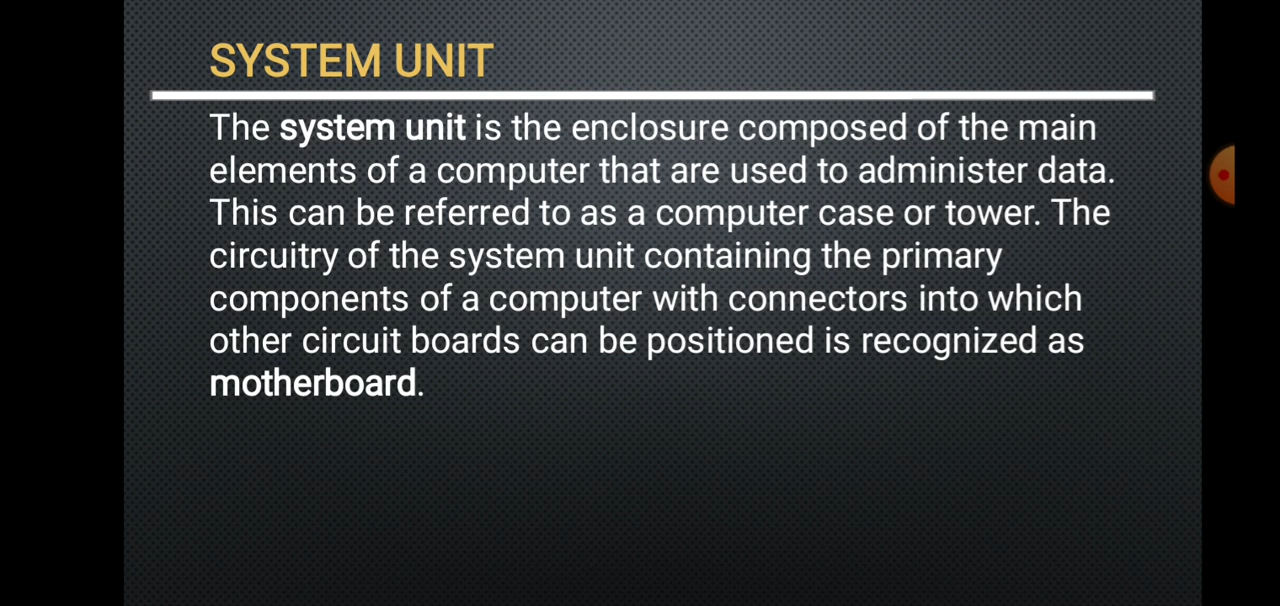 SYSTEM UNIT
The system unit is the enclosure composed of the main
elements of a computer that are used to administer data.
This can be referred to as a computer case or tower. The
circuitry of the system unit containing the primary
components of a computer with connectors into which
other circuit boards can be positioned is recognized as
motherboard.